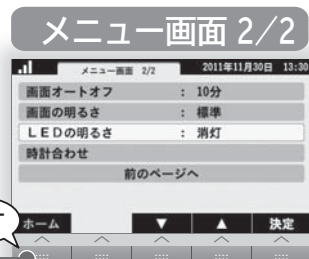 メニュー画面 2/2
メニュー画面 2/2 2011年11月30日 13:30
画面オートオフ : 10分
画面の明るさ : 標準
LEDの明るさ : 消灯
時計合わせ
前のページへ
ホーム ▼ ▲ 決定